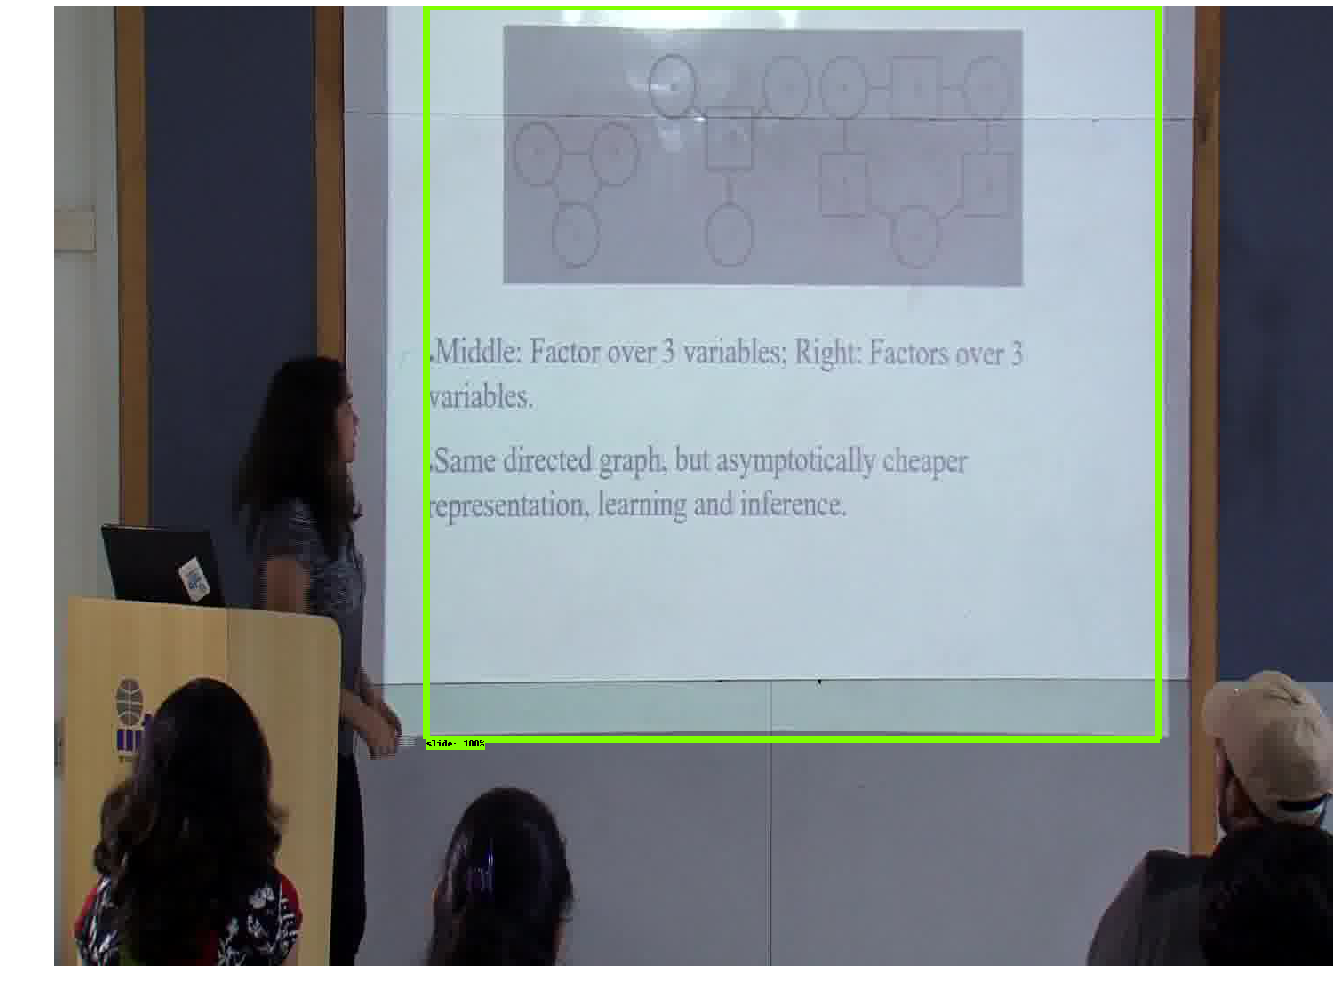 .Middle: Factor over 3 variables; Right: Factors over 3
variables.
.Same directed graph, but asymptotically cheaper
representation, learning and inference.
slide: 100%